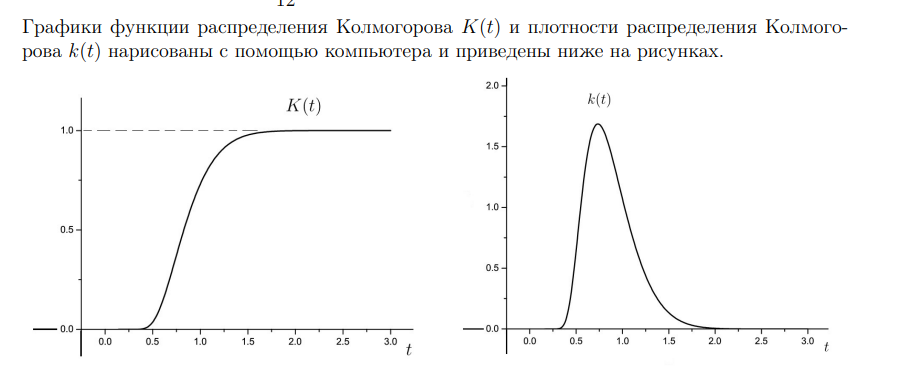 12
Графики функции распределения Колмогорова K(t) и плотности распределения Колмого-
рова k(t) нарисованы с помощью компьютера и приведены ниже на рисунках.
K(t)
1.0
0.5
0.0
0.0 0.5 1.0 1.5 2.0 2.5 3.0 t
2.0
k(t)
1.5
1.0
0.5
0.0
0.0 0.5 1.0 1.5 2.0 2.5 3.0 t